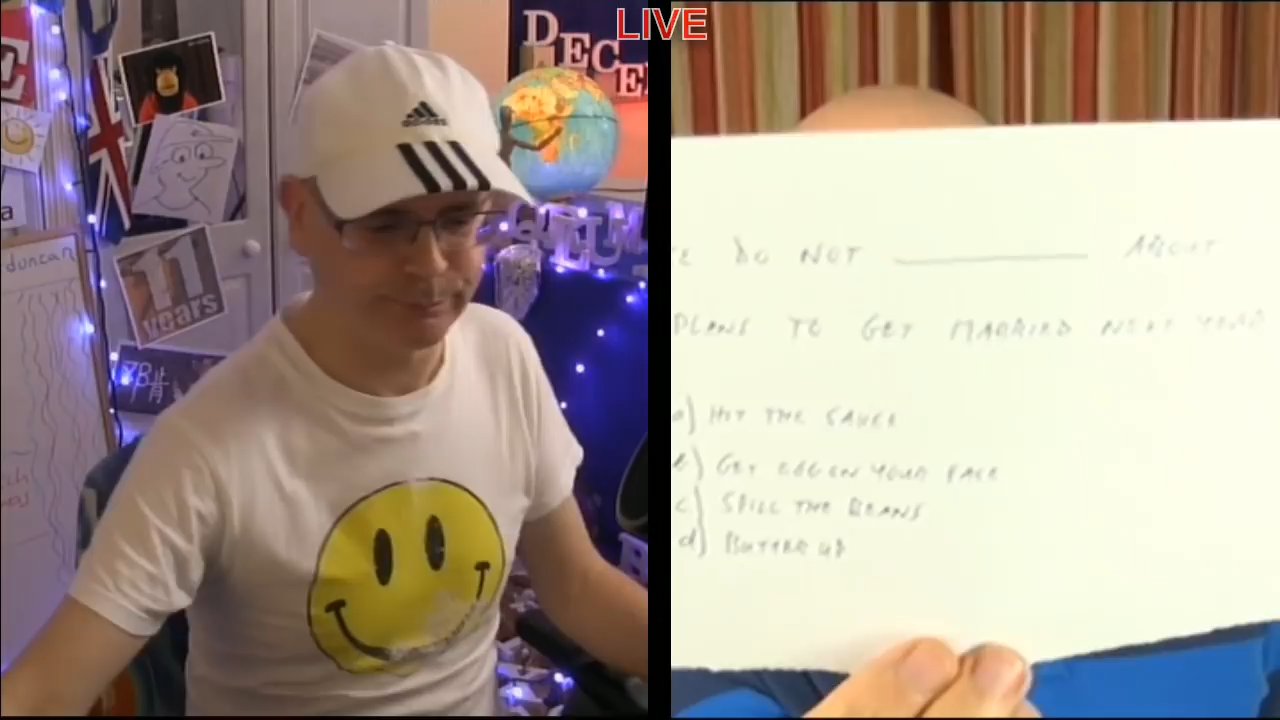 LIVE
DECE
adidas
duncan
11
years
E DO NOT ________ ABOUT
PLANS TO GET MARRIED NEXT YEAR
a) HIT THE SAUCE
b) GET EGG ON YOUR FACE
c) SPILL THE BEANS
d) BUTTER UP